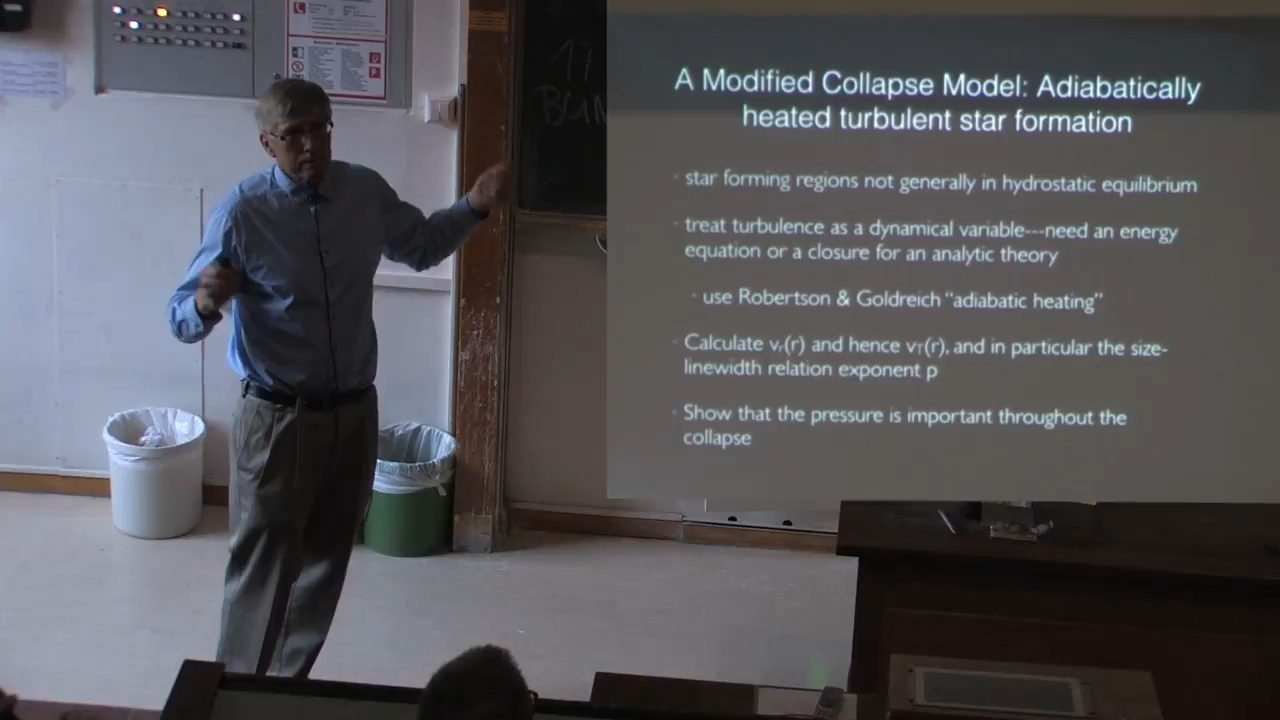 A Modified Collapse Model: Adiabatically
heated turbulent star formation
star forming regions not generally in hydrostatic equilibrium
treat turbulence as a dynamical variable---need an energy
equation or a closure for an analytic theory
use Robertson & Goldreich "adiabatic heating"
Calculate vᵣ(r) and hence v_T(r), and in particular the size-
linewidth relation exponent p
Show that the pressure is important throughout the
collapse